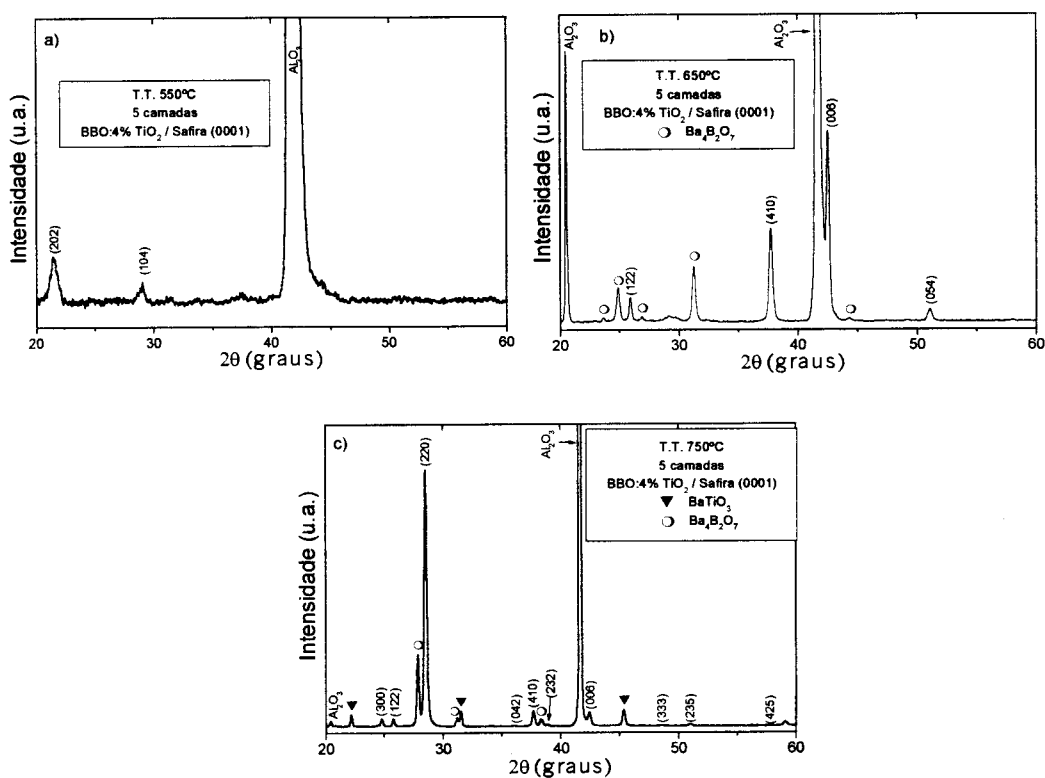 a)
Al₂O₃
T.T. 550ºC
5 camadas
BBO:4% TiO₂ / Safira (0001)
(202)
(104)
Intensidade (u.a.)
20 30 40 50 60
2θ (graus)
b)
Al₂O₃
Al₂O₃
T.T. 650ºC
5 camadas
BBO:4% TiO₂ / Safira (0001)
Ba₄B₂O₇
(006)
(410)
(122)
(054)
Intensidade (u.a.)
20 30 40 50 60
2θ (graus)
c)
(220)
Al₂O₃
T.T. 750ºC
5 camadas
BBO:4% TiO₂ / Safira (0001)
BaTiO₃
Ba₄B₂O₇
Al₂O₃
(300)
(122)
(042)
(410)
(232)
(006)
(333)
(235)
(425)
Intensidade (u.a.)
20 30 40 50 60
2θ (graus)